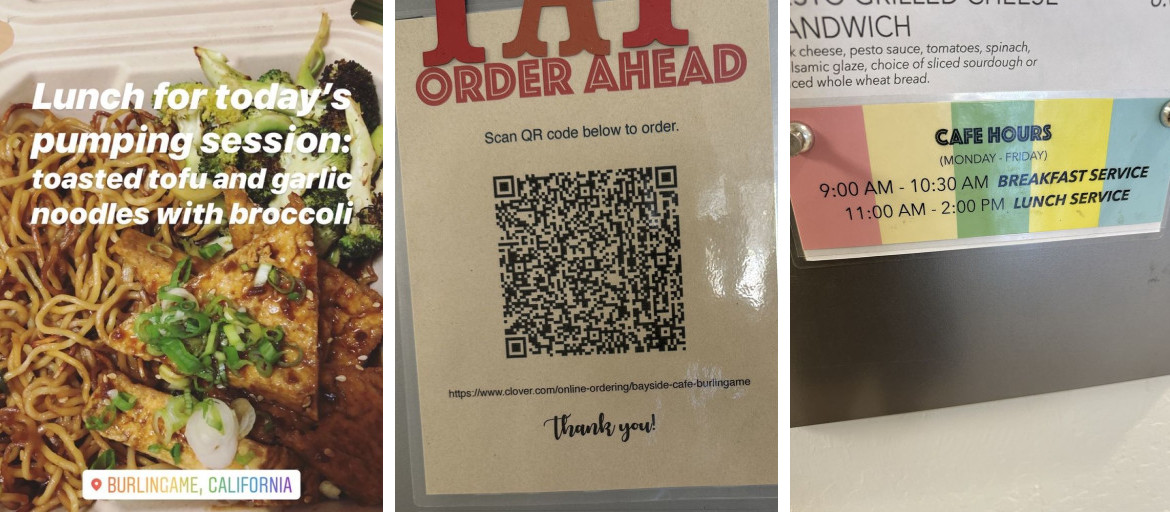 Lunch for today's
pumping session:
toasted tofu and garlic
noodles with broccoli
BURLINGAME, CALIFORNIA
ORDER AHEAD
Scan QR code below to order.
https://www.clover.com/online-ordering/bayside-cafe-burlingame
thank you!
GRILLED CHEESE
cheese, pesto sauce, tomatoes, spinach,
glaze, choice of sliced sourdough or
whole wheat bread.
CAFE HOURS
(MONDAY - FRIDAY)
9:00 AM - 10:30 AM BREAKFAST SERVICE
11:00 AM - 2:00 PM LUNCH SERVICE